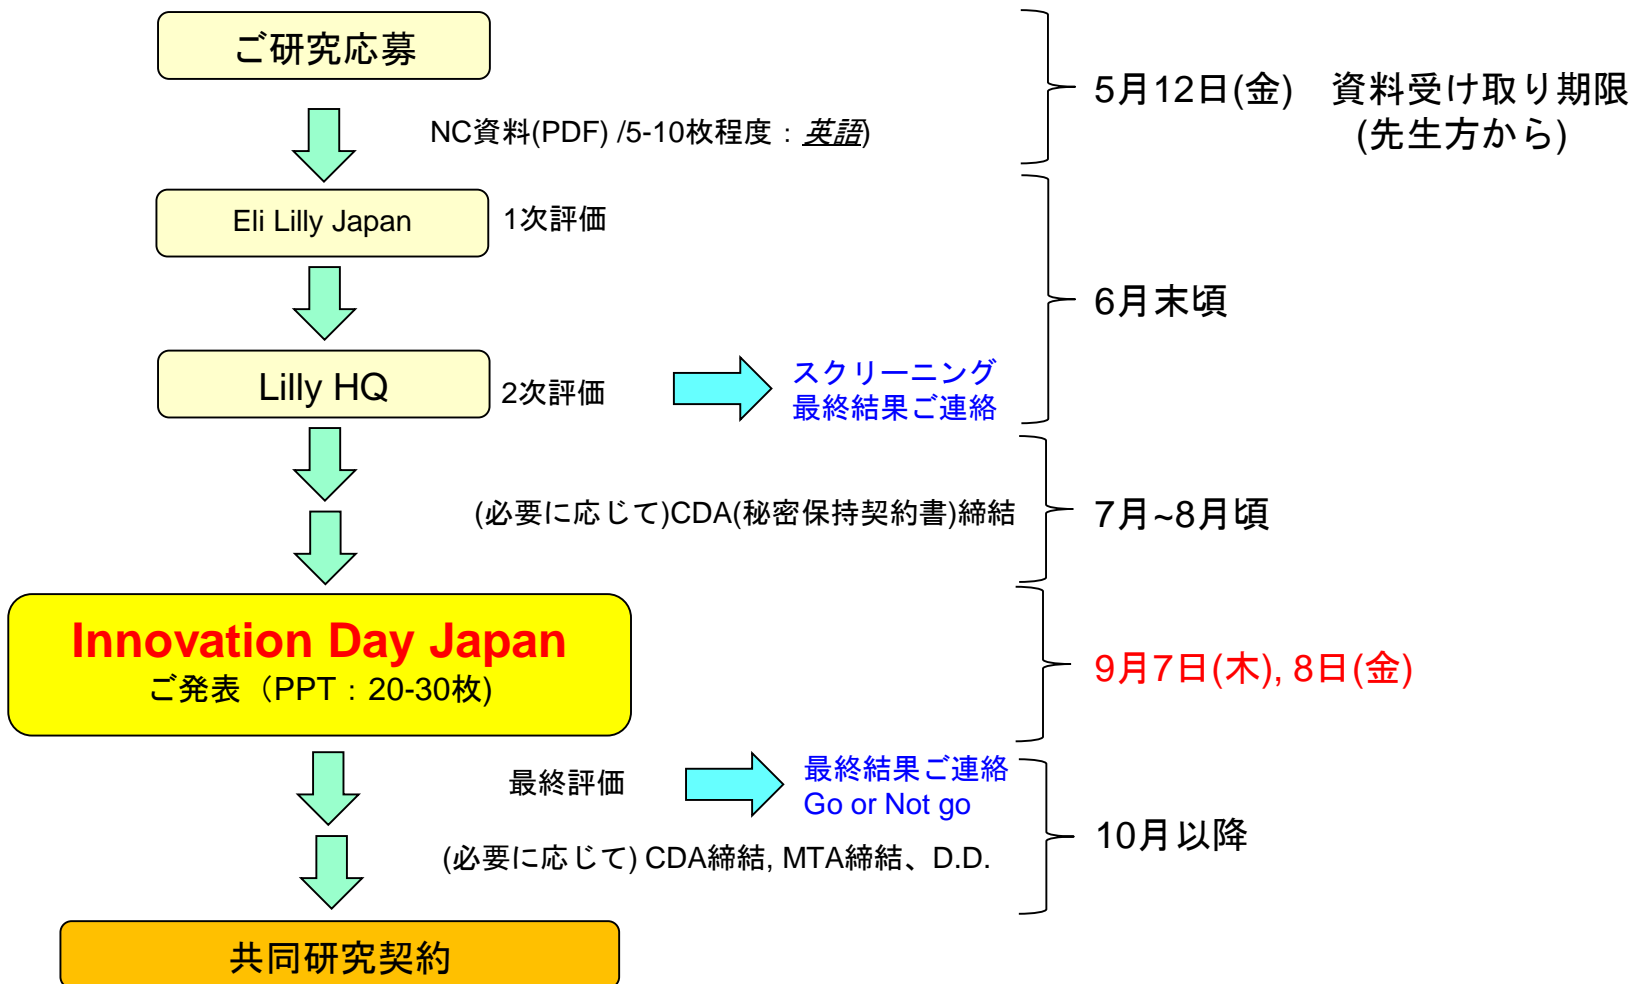 ご研究応募
5月12日(金)　資料受け取り期限
(先生方から)
NC資料(PDF) /5-10枚程度：英語)
Eli Lilly Japan
1次評価
6月末頃
Lilly HQ
2次評価
スクリーニング
最終結果ご連絡
(必要に応じて)CDA(秘密保持契約書)締結
7月~8月頃
Innovation Day Japan
ご発表（PPT：20-30枚)
9月7日(木), 8日(金)
最終評価
最終結果ご連絡
Go or Not go
10月以降
(必要に応じて) CDA締結, MTA締結、D.D.
共同研究契約